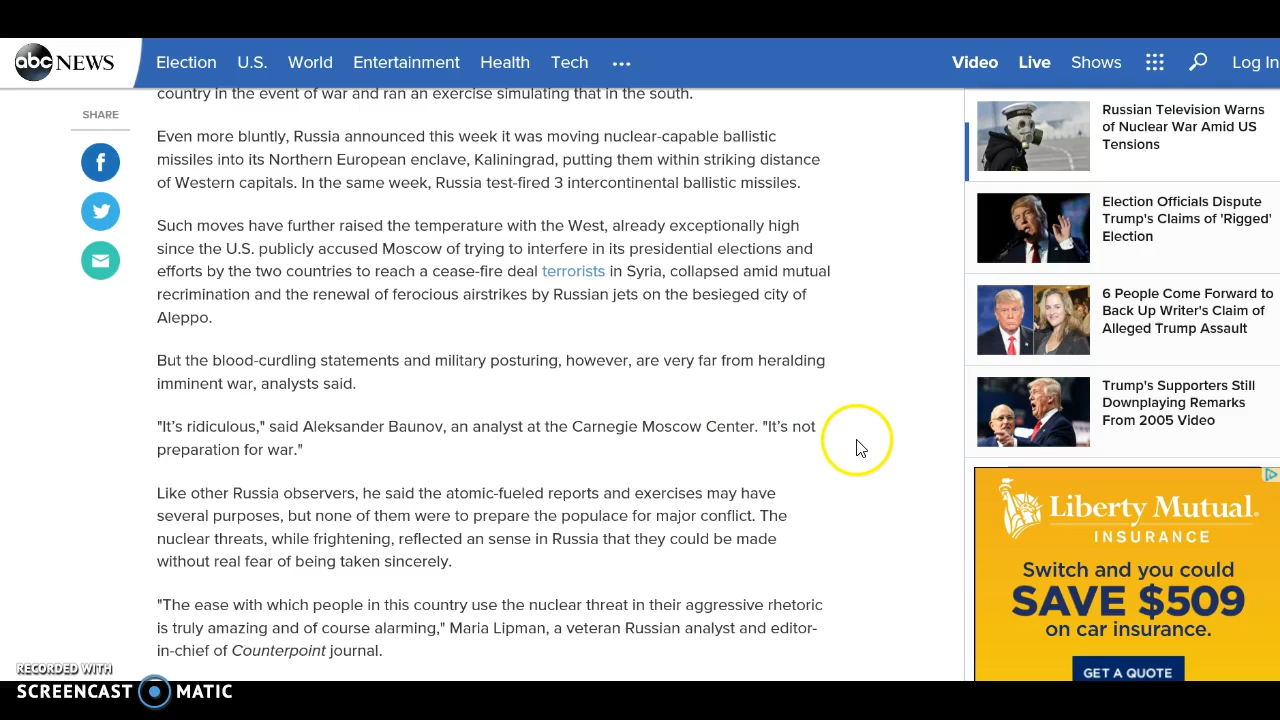 abc NEWS
Election U.S. World Entertainment Health Tech ...
Video Live Shows Log In
SHARE
country in the event of war and ran an exercise simulating that in the south.
Even more bluntly, Russia announced this week it was moving nuclear-capable ballistic
missiles into its Northern European enclave, Kaliningrad, putting them within striking distance
of Western capitals. In the same week, Russia test-fired 3 intercontinental ballistic missiles.
Such moves have further raised the temperature with the West, already exceptionally high
since the U.S. publicly accused Moscow of trying to interfere in its presidential elections and
efforts by the two countries to reach a cease-fire deal terrorists in Syria, collapsed amid mutual
recrimination and the renewal of ferocious airstrikes by Russian jets on the besieged city of
Aleppo.
But the blood-curdling statements and military posturing, however, are very far from heralding
imminent war, analysts said.
"It's ridiculous," said Aleksander Baunov, an analyst at the Carnegie Moscow Center. "It's not
preparation for war."
Like other Russia observers, he said the atomic-fueled reports and exercises may have
several purposes, but none of them were to prepare the populace for major conflict. The
nuclear threats, while frightening, reflected an sense in Russia that they could be made
without real fear of being taken sincerely.
"The ease with which people in this country use the nuclear threat in their aggressive rhetoric
is truly amazing and of course alarming," Maria Lipman, a veteran Russian analyst and editor-
in-chief of Counterpoint journal.
Russian Television Warns
of Nuclear War Amid US
Tensions
Election Officials Dispute
Trump's Claims of 'Rigged'
Election
6 People Come Forward to
Back Up Writer's Claim of
Alleged Trump Assault
Trump's Supporters Still
Downplaying Remarks
From 2005 Video
Liberty Mutual.
INSURANCE
Switch and you could
SAVE $509
on car insurance.
GET A QUOTE
RECORDED WITH
SCREENCAST MATIC